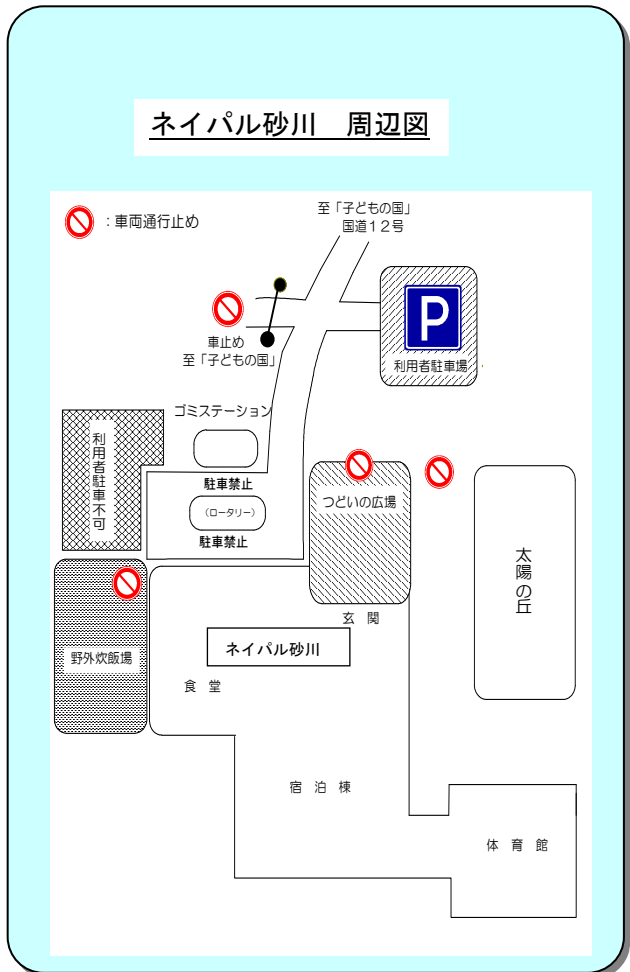 ネイパル砂川　周辺図
：車両通行止め
至「子どもの国」
国道１２号
車止め
至「子どもの国」
P
利用者駐車場
ゴミステーション
利用者駐車不可
駐車禁止
（ロータリー）
駐車禁止
つどいの広場
太陽の丘
玄　関
ネイパル砂川
野外炊飯場
食　堂
宿　泊　棟
体　育　館